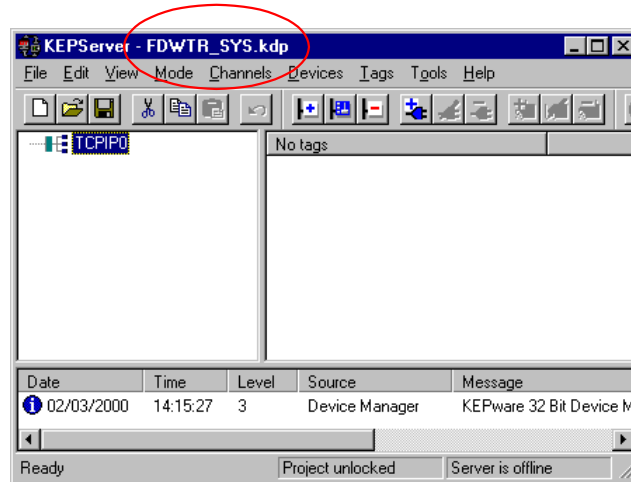 KEPServer - FDWTR_SYS.kdp
File Edit View Mode Channels Devices Tags Tools Help
TCPIP0
No tags
Date Time Level Source Message
02/03/2000 14:15:27 3 Device Manager KEPware 32 Bit Device M
Ready Project unlocked Server is offline